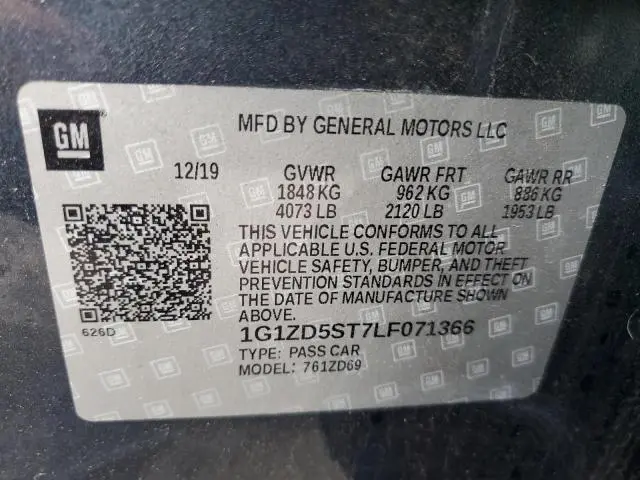 GM
MFD BY GENERAL MOTORS LLC
12/19 GVWR GAWR FRT GAWR RR
1848 KG 962 KG 886 KG
4073 LB 2120 LB 1953 LB
THIS VEHICLE CONFORMS TO ALL
APPLICABLE U.S. FEDERAL MOTOR
VEHICLE SAFETY, BUMPER, AND THEFT
PREVENTION STANDARDS IN EFFECT ON
THE DATE OF MANUFACTURE SHOWN
ABOVE.
626D
1G1ZD5ST7LF071366
TYPE: PASS CAR
MODEL: 761ZD69